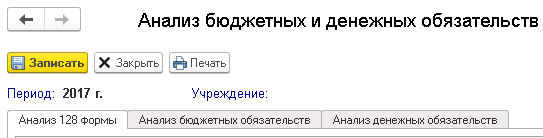 Анализ бюджетных и денежных обязательств
Записать Закрыть Печать
Период: 2017 г. Учреждение:
Анализ 128 формы Анализ бюджетных обязательств Анализ денежных обязательств